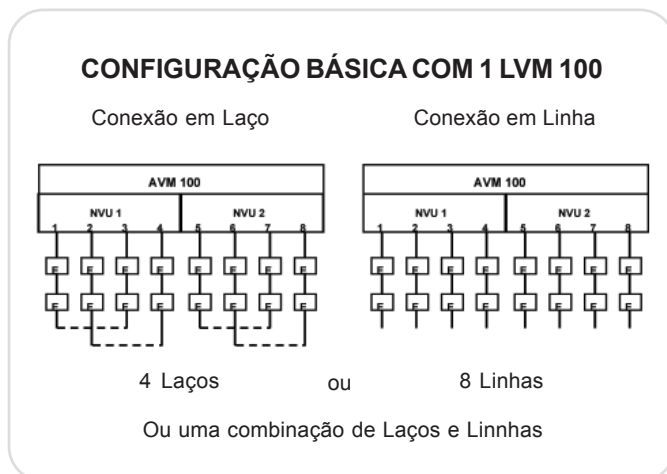 CONFIGURAÇÃO BÁSICA COM 1 LVM 100
Conexão em Laço
Conexão em Linha
AVM 100
AVM 100
NVU 1 NVU 2
NVU 1 NVU 2
1 2 3 4 5 6 7 8
1 2 3 4 5 6 7 8
E E E E E E E E
E E E E E E E E
E E E E E E E E
E E E E E E E E
4 Laços ou 8 Linhas
Ou uma combinação de Laços e Linnhas